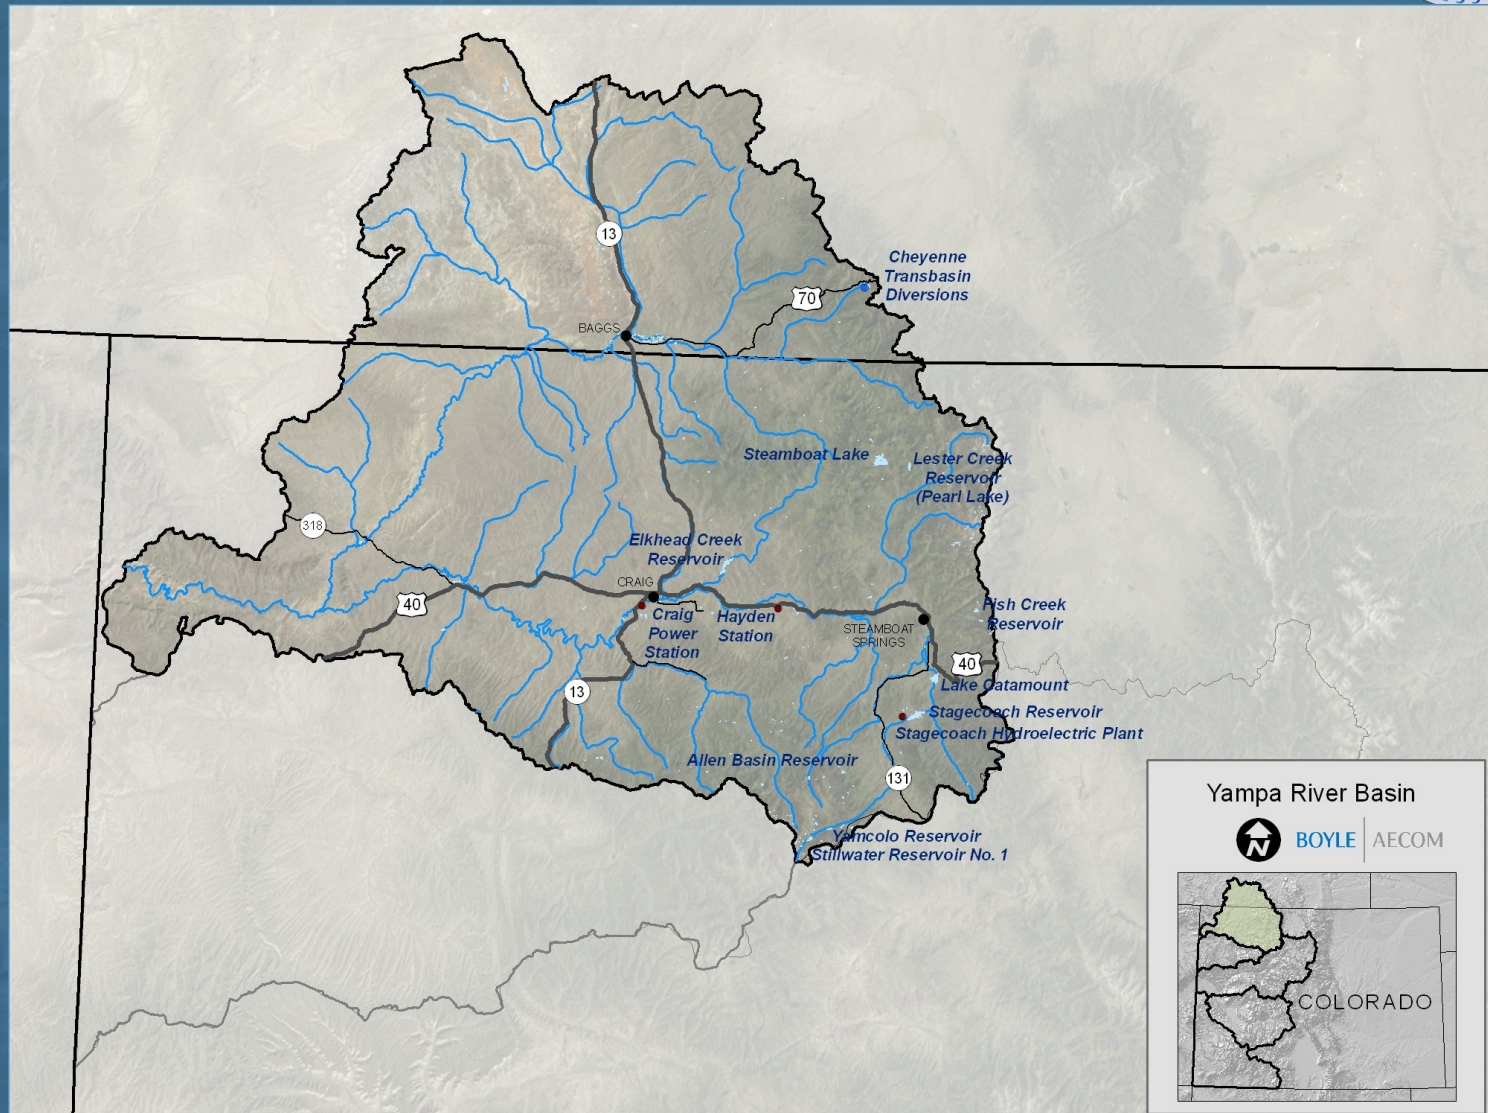 13
Cheyenne
Transbasin
Diversions
70
BAGGS
Steamboat Lake
Lester Creek
Reservoir
(Pearl Lake)
318
Elkhead Creek
Reservoir
CRAIG
40
Craig
Power
Station
Hayden
Station
STEAMBOAT
SPRINGS
Fish Creek
Reservoir
40
Lake Catamount
13
Stagecoach Reservoir
Stagecoach Hydroelectric Plant
Allen Basin Reservoir
131
Yamcolo Reservoir
Stillwater Reservoir No. 1
Yampa River Basin
N
BOYLE | AECOM
COLORADO